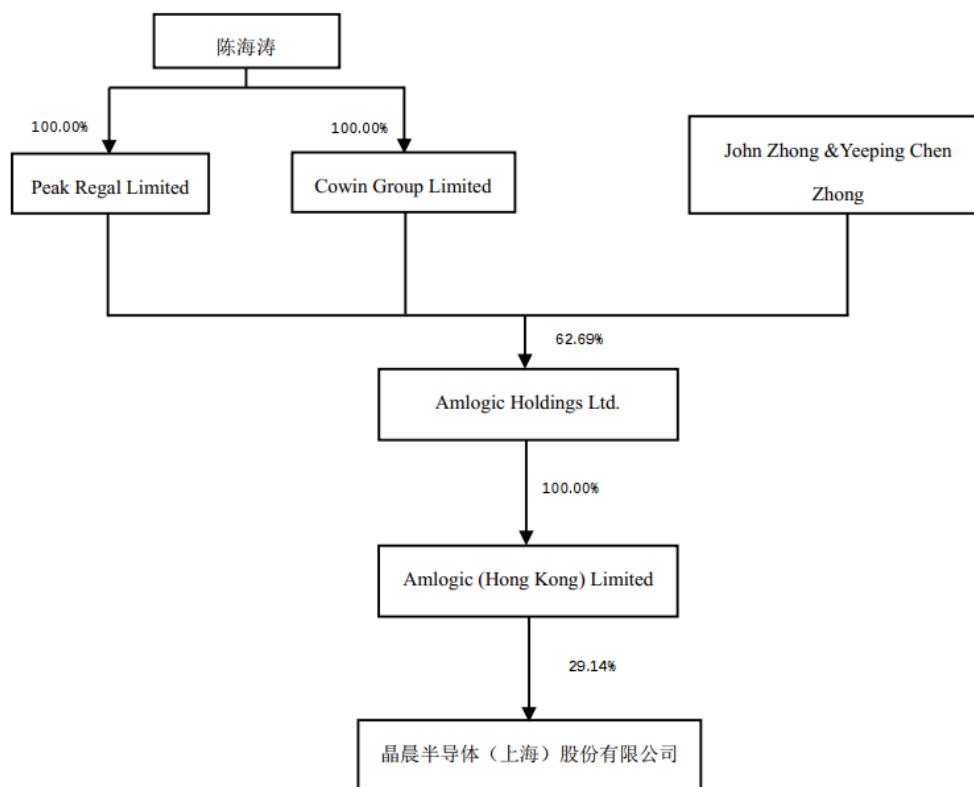 陈海涛
100.00%
100.00%
Peak Regal Limited
Cowin Group Limited
John Zhong &Yeeping Chen
Zhong
62.69%
Amlogic Holdings Ltd.
100.00%
Amlogic (Hong Kong) Limited
29.14%
晶晨半导体（上海）股份有限公司